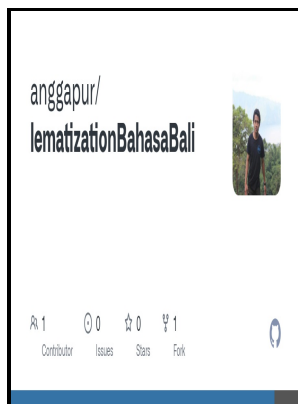 anggapur/
lematizationBahasaBali
1 0 0 1
Contributor Issues Stars Fork